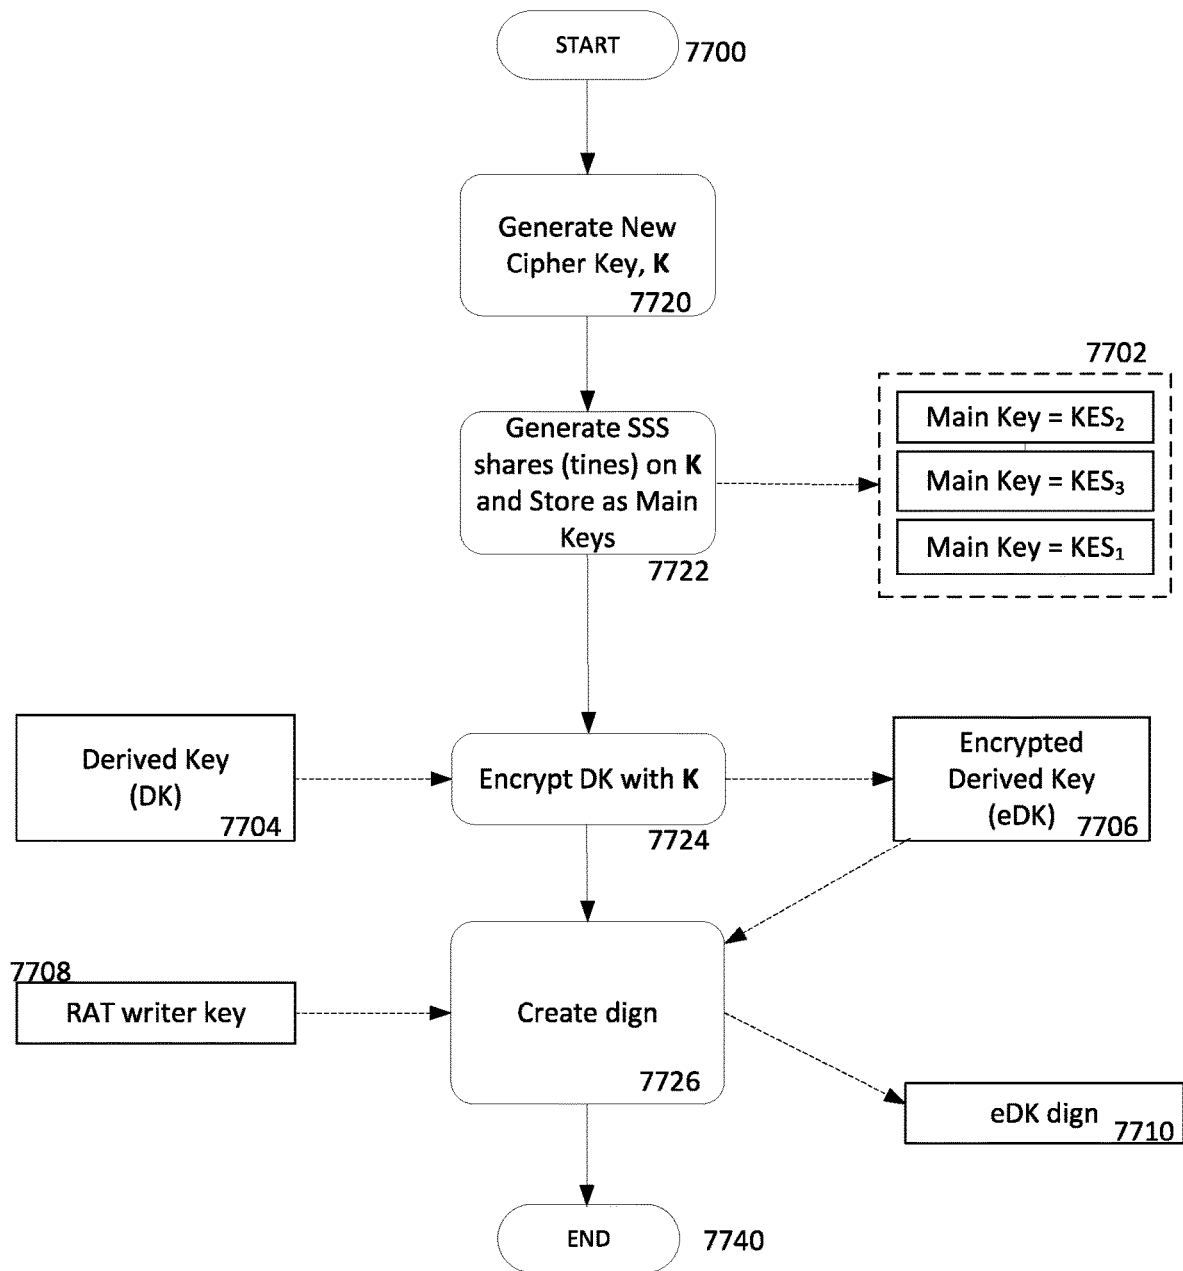 START
7700
Generate New
Cipher Key, K
7720
7702
Generate SSS
shares (tines) on K
and Store as Main
Keys
7722
Main Key = KES₂
Main Key = KES₃
Main Key = KES₁
Derived Key
(DK)
7704
Encrypt DK with K
7724
Encrypted
Derived Key
(eDK)
7706
7708
RAT writer key
Create dign
7726
eDK dign
7710
END
7740